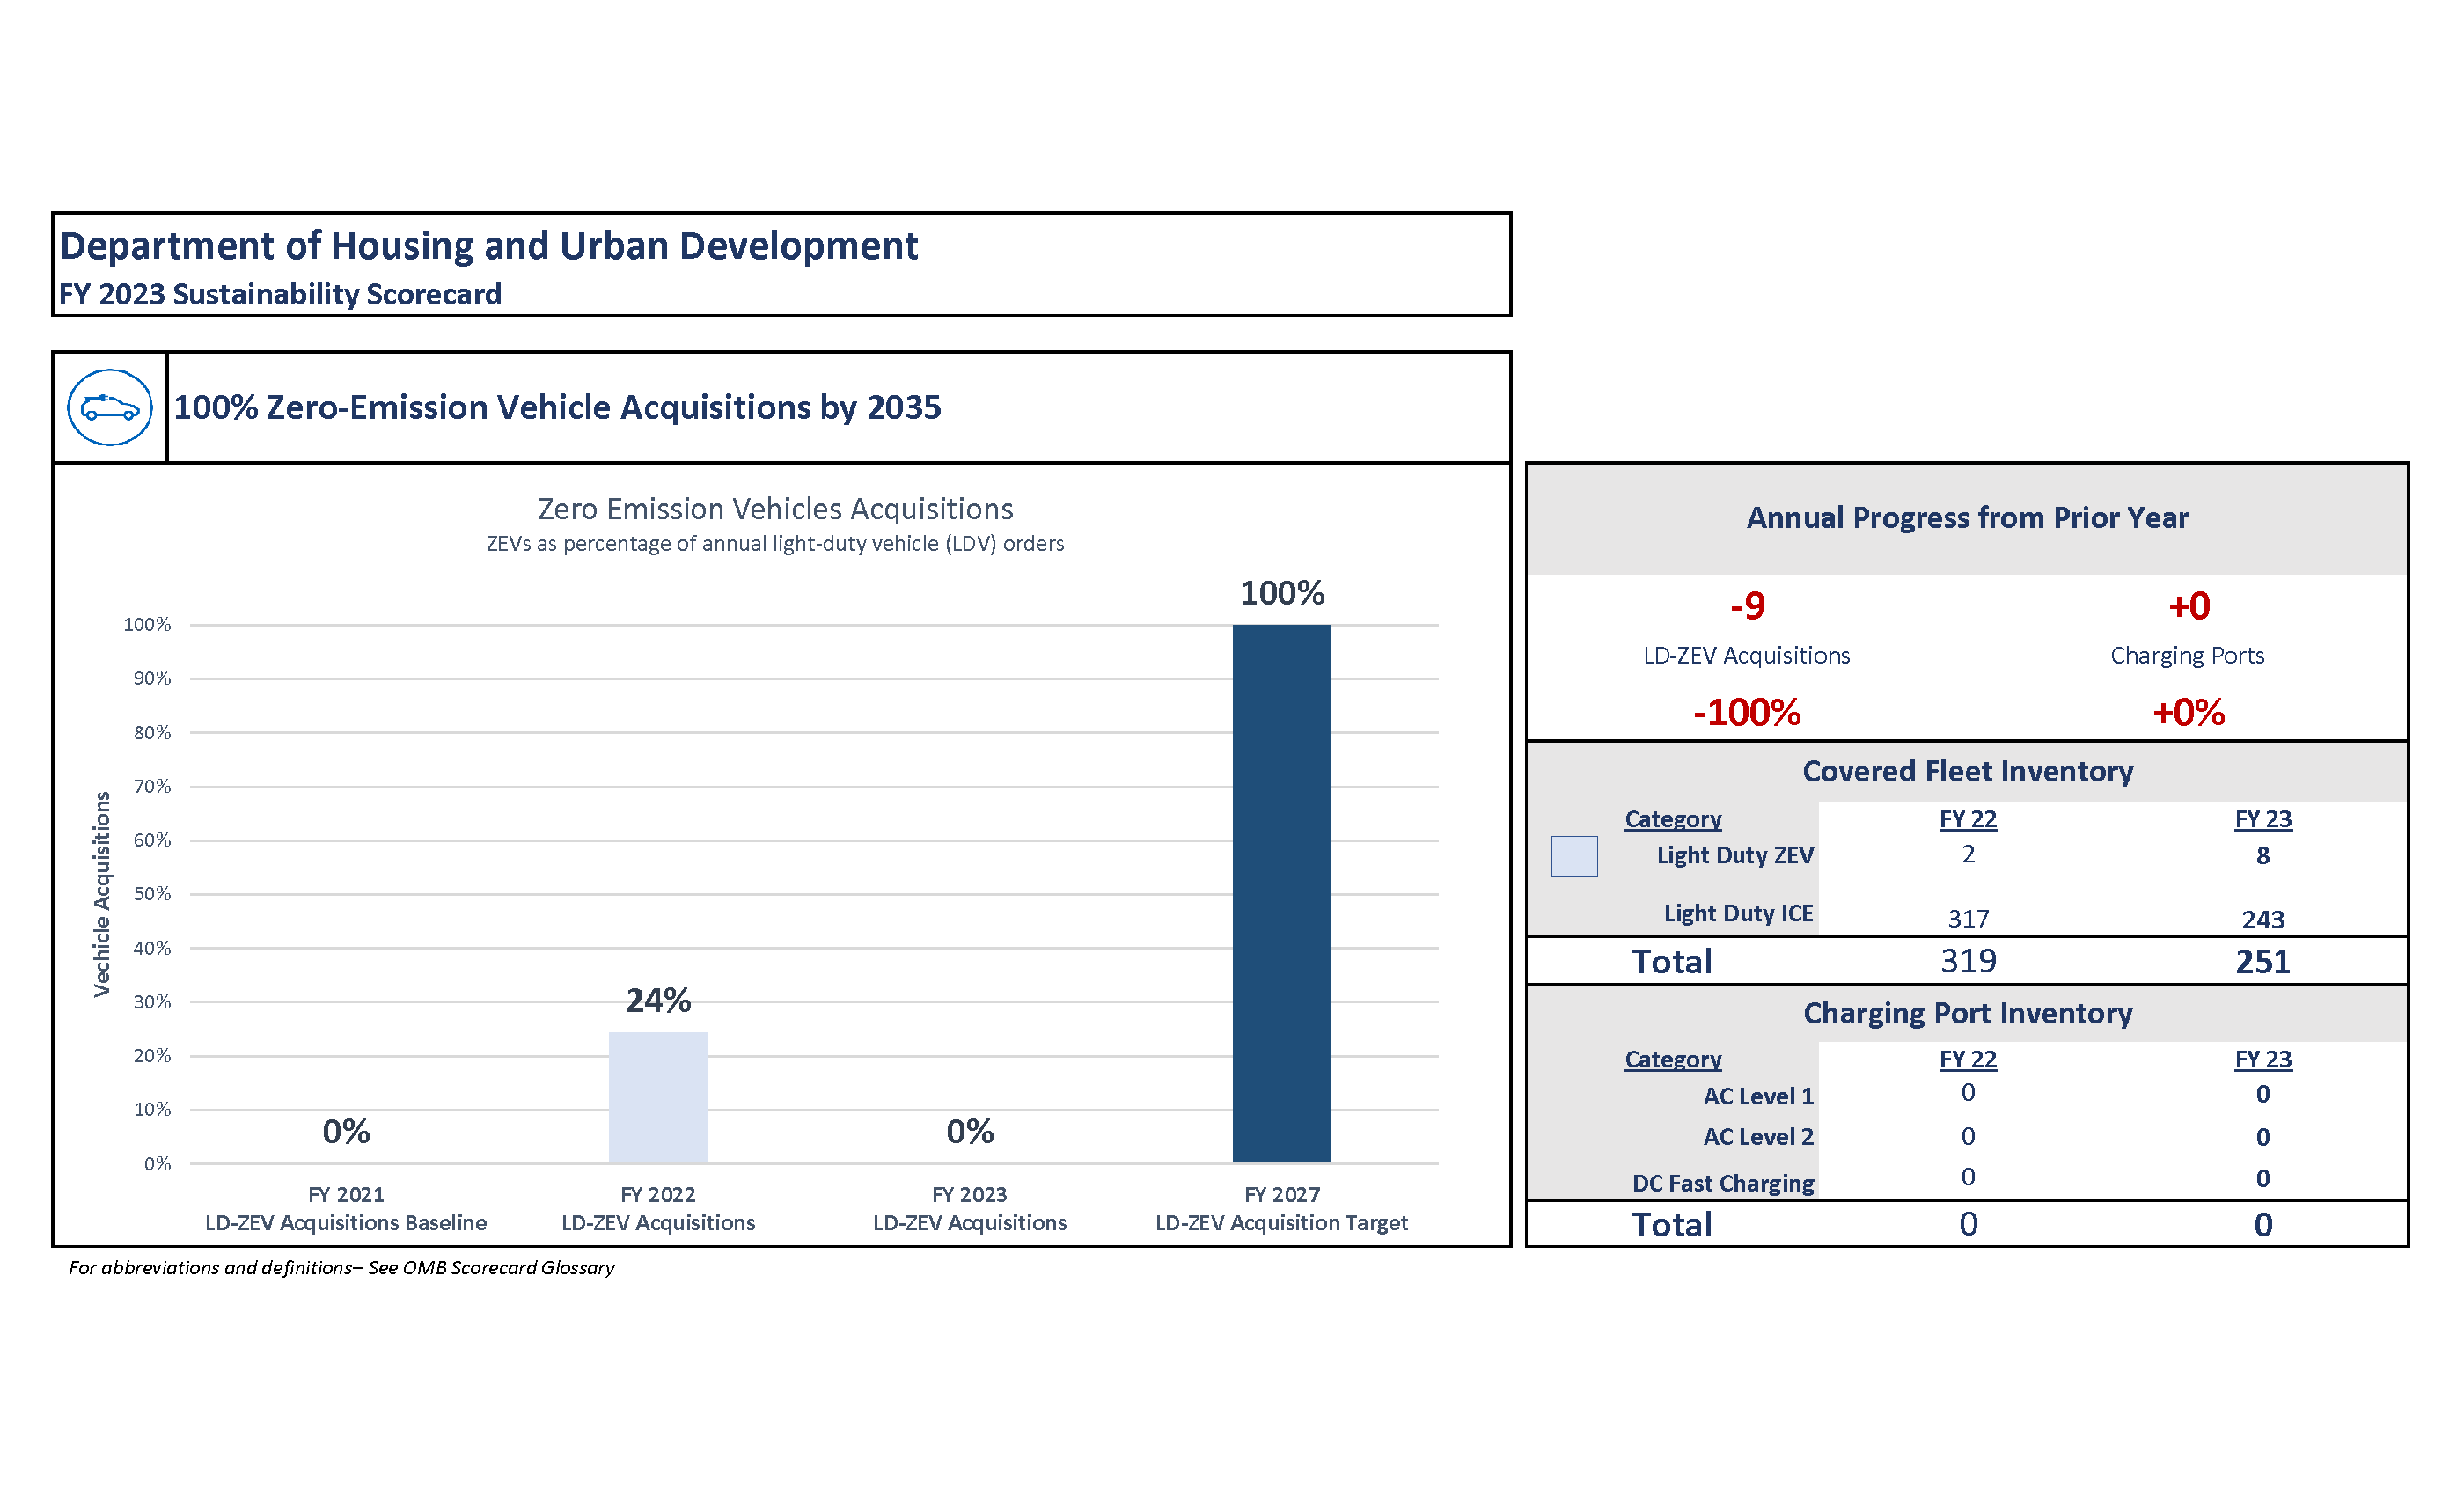 Department of Housing and Urban Development
FY 2023 Sustainability Scorecard
100% Zero-Emission Vehicle Acquisitions by 2035
Zero Emission Vehicles Acquisitions
ZEVs as percentage of annual light-duty vehicle (LDV) orders
Vechicle Acquisitions
100%
90%
80%
70%
60%
50%
40%
30%
20%
10%
0%
0%
24%
0%
100%
FY 2021
LD-ZEV Acquisitions Baseline
FY 2022
LD-ZEV Acquisitions
FY 2023
LD-ZEV Acquisitions
FY 2027
LD-ZEV Acquisition Target
For abbreviations and definitions– See OMB Scorecard Glossary
Annual Progress from Prior Year
-9 +0
LD-ZEV Acquisitions Charging Ports
-100% +0%
Covered Fleet Inventory
Category FY 22 FY 23
Light Duty ZEV 2 8
Light Duty ICE 317 243
Total 319 251
Charging Port Inventory
Category FY 22 FY 23
AC Level 1 0 0
AC Level 2 0 0
DC Fast Charging 0 0
Total 0 0